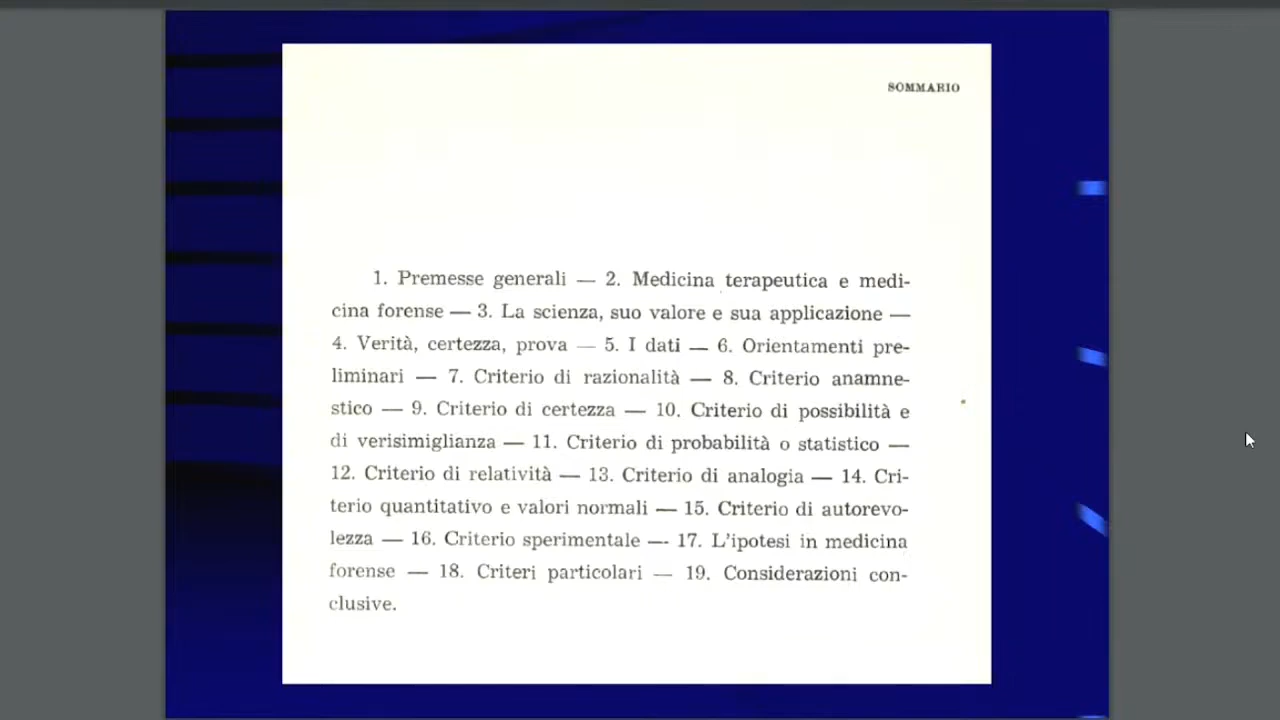 SOMMARIO
1. Premesse generali — 2. Medicina terapeutica e medi-
cina forense — 3. La scienza, suo valore e sua applicazione —
4. Verità, certezza, prova — 5. I dati — 6. Orientamenti pre-
liminari — 7. Criterio di razionalità — 8. Criterio anamne-
stico — 9. Criterio di certezza — 10. Criterio di possibilità e
di verisimiglianza — 11. Criterio di probabilità o statistico —
12. Criterio di relatività — 13. Criterio di analogia — 14. Cri-
terio quantitativo e valori normali — 15. Criterio di autorevo-
lezza — 16. Criterio sperimentale — 17. L'ipotesi in medicina
forense — 18. Criteri particolari — 19. Considerazioni con-
clusive.